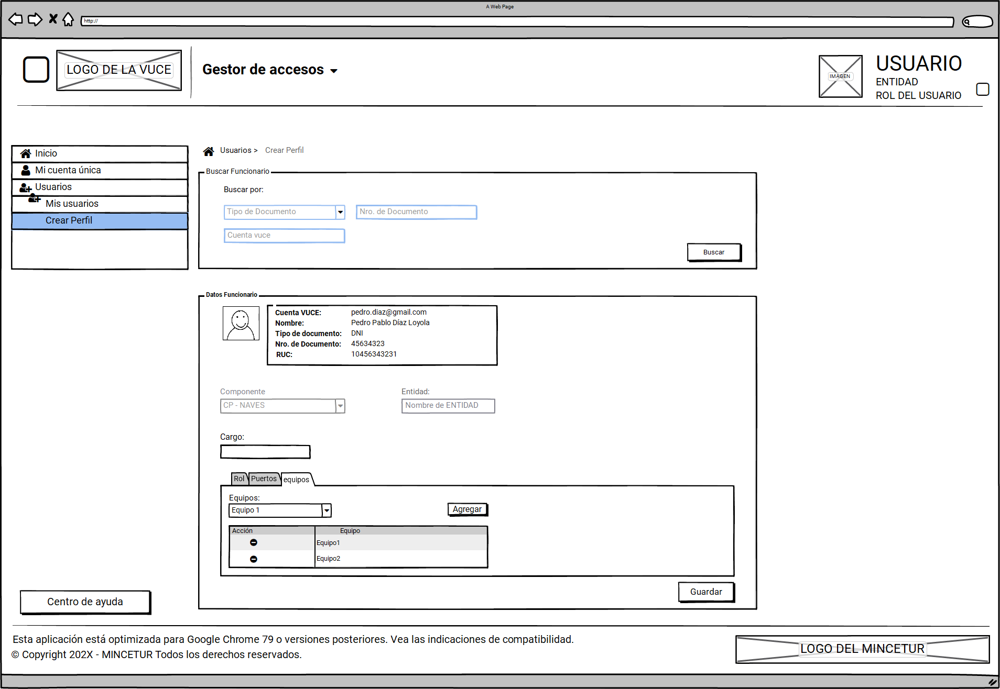 A Web Page
http://
LOGO DE LA VUCE
Gestor de accesos
IMAGEN
USUARIO
ENTIDAD
ROL DEL USUARIO
Inicio
Mi cuenta única
Usuarios
Mis usuarios
Crear Perfil
Usuarios > Crear Perfil
Buscar Funcionario
Buscar por:
Tipo de Documento
Nro. de Documento
Cuenta vuce
Buscar
Datos Funcionario
Cuenta VUCE: pedro.diaz@gmail.com
Nombre: Pedro Pablo Díaz Loyola
Tipo de documento: DNI
Nro. de Documento: 45634323
RUC: 10456343231
Componente
CP - NAVES
Entidad:
Nombre de ENTIDAD
Cargo:
Rol Puertos equipos
Equipos:
Equipo 1
Agregar
Acción Equipo
Equipo1
Equipo2
Guardar
Centro de ayuda
Esta aplicación está optimizada para Google Chrome 79 o versiones posteriores. Vea las indicaciones de compatibilidad.
© Copyright 202X - MINCETUR Todos los derechos reservados.
LOGO DEL MINCETUR